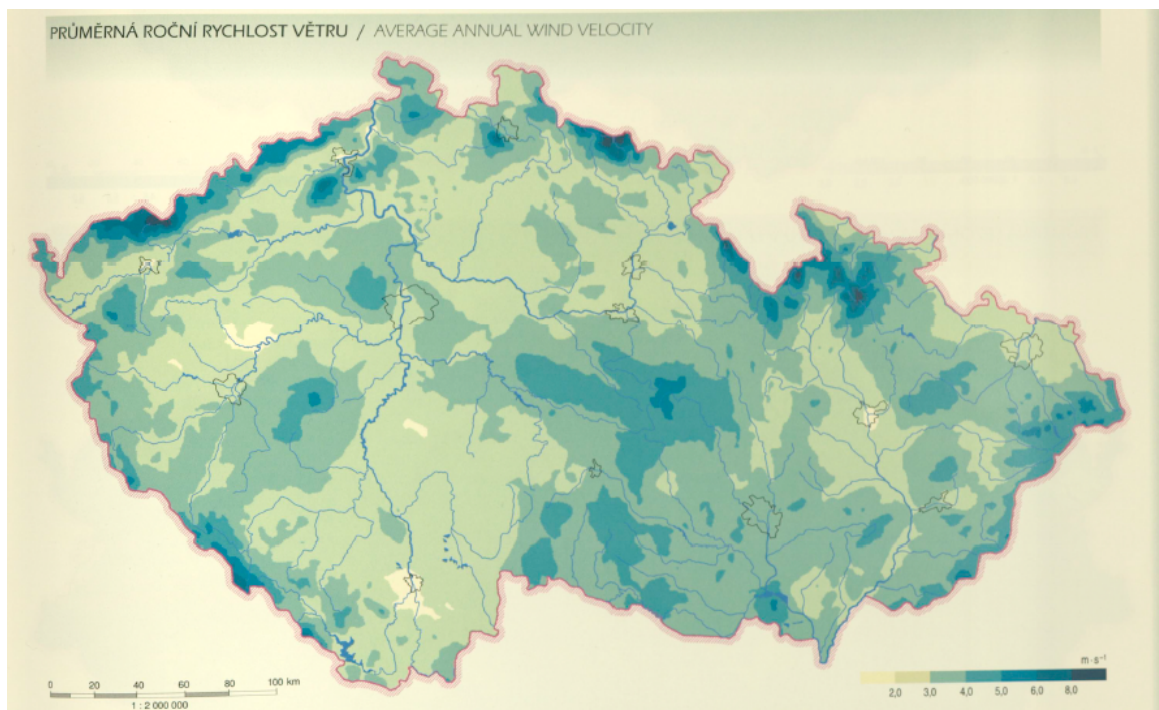 PRŮMĚRNÁ ROČNÍ RYCHLOST VĚTRU / AVERAGE ANNUAL WIND VELOCITY
0 20 40 60 80 100 km
1 : 2 000 000
m·s⁻¹
2,0 3,0 4,0 5,0 6,0 8,0